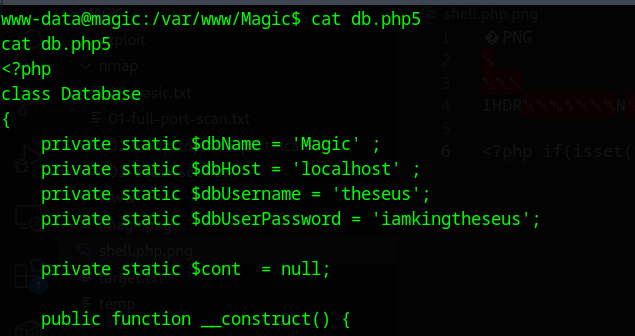 www-data@magic:/var/www/Magic$ cat db.php5
cat db.php5
<?php
class Database
{
    private static $dbName = 'Magic' ;
    private static $dbHost = 'localhost' ;
    private static $dbUsername = 'theseus';
    private static $dbUserPassword = 'iamkingtheseus';

    private static $cont  = null;

    public function __construct() {
shell.php.png
1 �PNG
2
3
4 IHDR
5
6 <?php if(isset(
nmap
01-full-port-scan.txt
shell.php.png
target.txt
temp